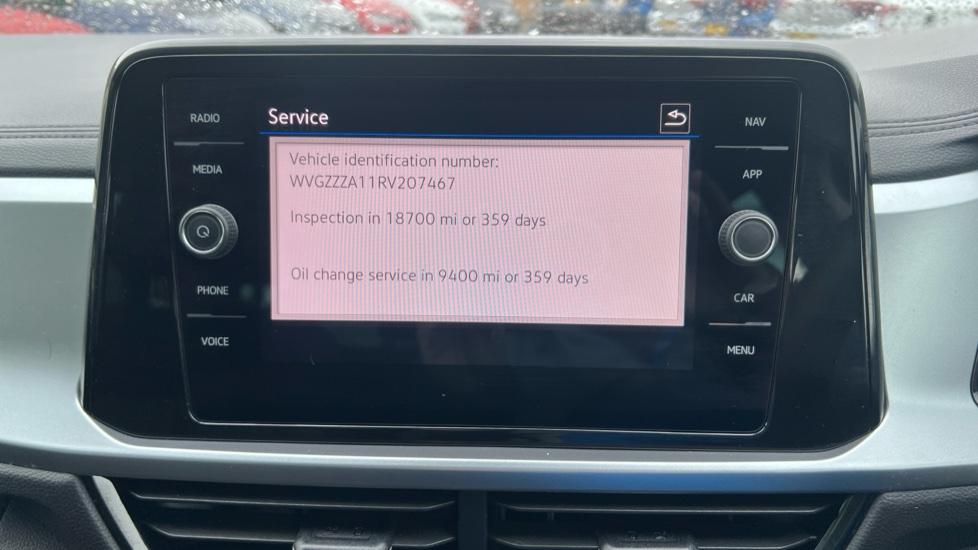 RADIO
MEDIA
PHONE
VOICE
Service
Vehicle identification number:
WVGZZZA11RV207467
Inspection in 18700 mi or 359 days
Oil change service in 9400 mi or 359 days
NAV
APP
CAR
MENU